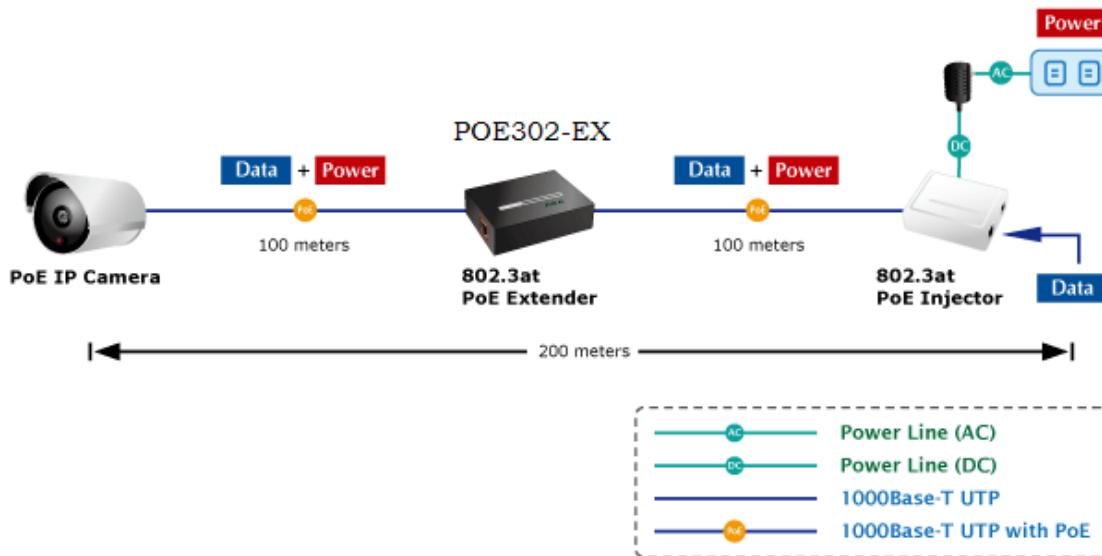 Power
AC
DC
POE302-EX
Data + Power
Data + Power
PoE
PoE
100 meters
100 meters
PoE IP Camera
802.3at
PoE Extender
802.3at
PoE Injector
Data
200 meters
AC Power Line (AC)
DC Power Line (DC)
1000Base-T UTP
PoE 1000Base-T UTP with PoE